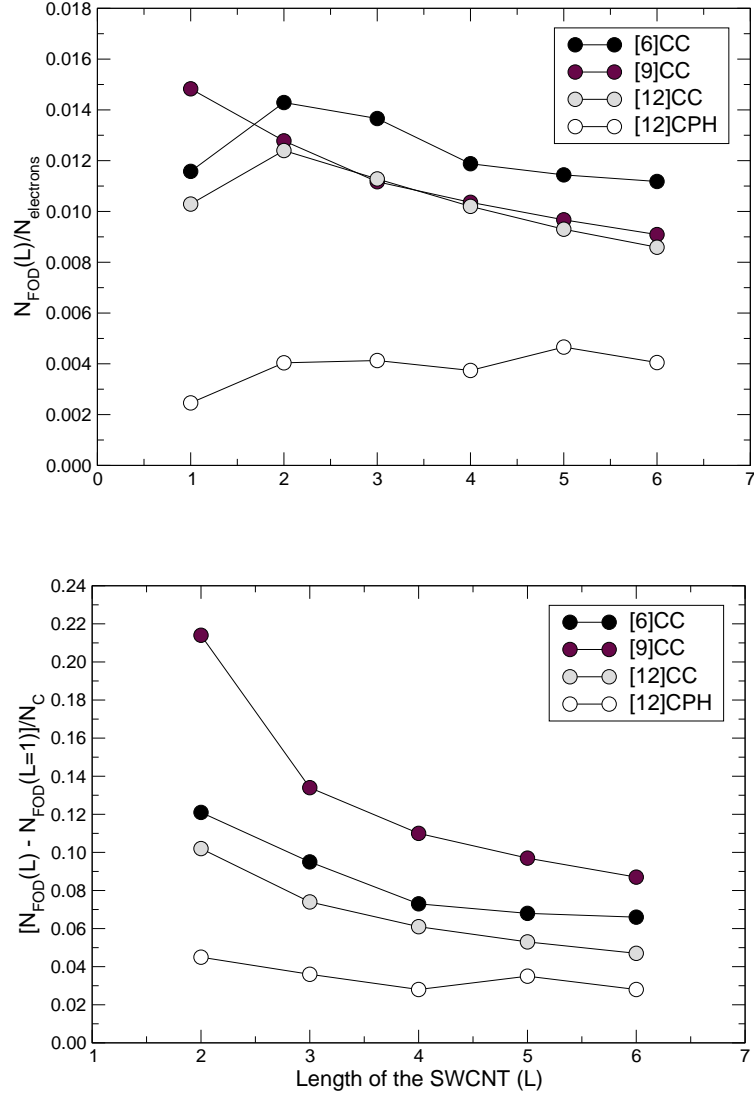 0.018
0.016
0.014
0.012
0.010
0.008
0.006
0.004
0.002
0.000
N_FOD(L)/N_electrons
[6]CC
[9]CC
[12]CC
[12]CPH
0 1 2 3 4 5 6 7
0.24
0.22
0.20
0.18
0.16
0.14
0.12
0.10
0.08
0.06
0.04
0.02
0.00
[N_FOD(L) - N_FOD(L=1)]/N_C
[6]CC
[9]CC
[12]CC
[12]CPH
1 2 3 4 5 6 7
Length of the SWCNT (L)